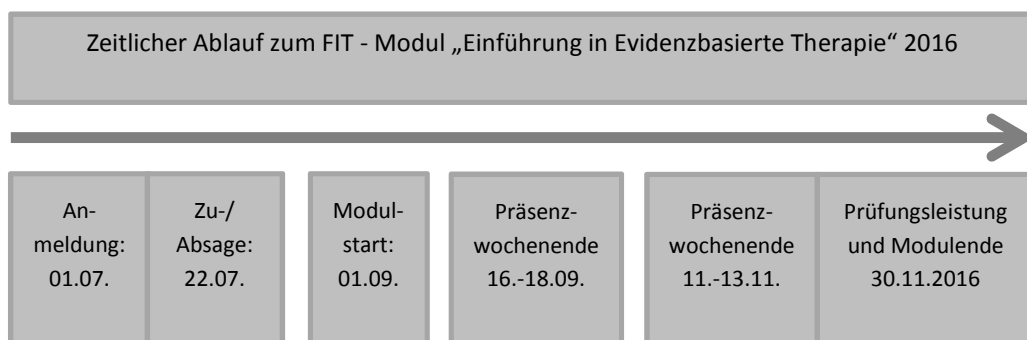 Zeitlicher Ablauf zum FIT - Modul „Einführung in Evidenzbasierte Therapie“ 2016
An-
meldung:
01.07.
Zu-/
Absage:
22.07.
Modul-
start:
01.09.
Präsenz-
wochenende
16.-18.09.
Präsenz-
wochenende
11.-13.11.
Prüfungsleistung
und Modulende
30.11.2016